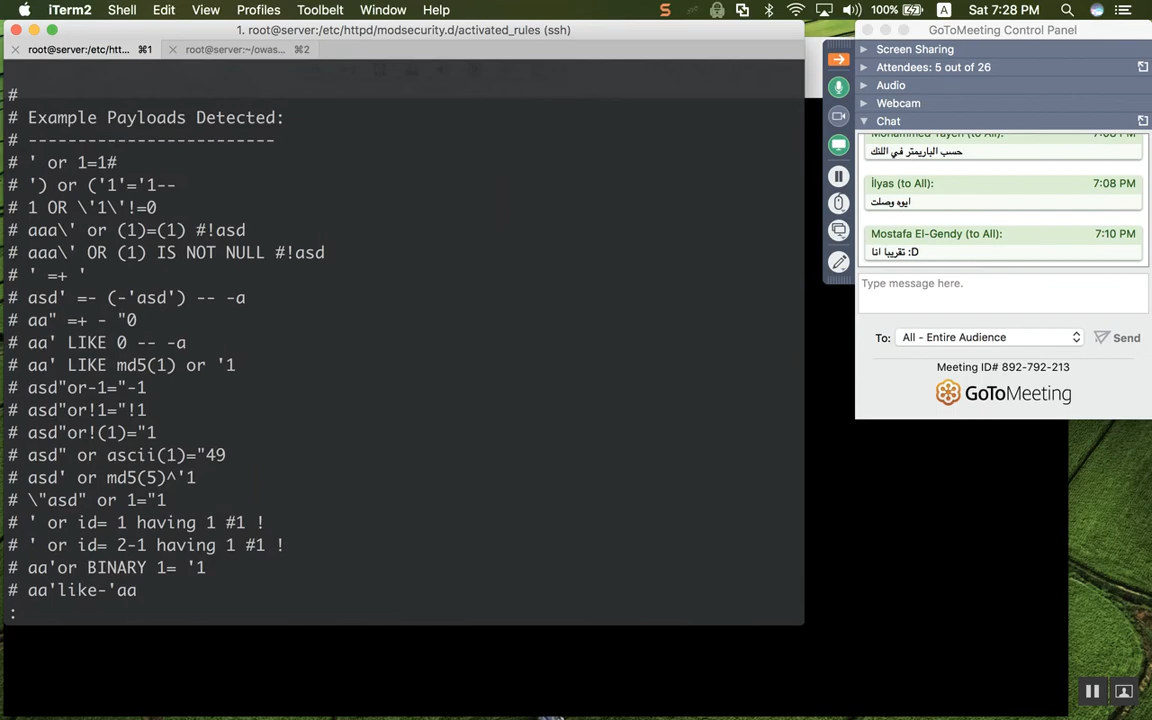 iTerm2 Shell Edit View Profiles Toolbelt Window Help
100% Sat 7:28 PM
1. root@server:/etc/httpd/modsecurity.d/activated_rules (ssh)
root@server:/etc/htt... ⌘1
root@server:~/owas... ⌘2
#
# Example Payloads Detected:
# -------------------------
# ' or 1=1#
# ') or ('1'='1--
# 1 OR \'1\'!=0
# aaa\' or (1)=(1) #!asd
# aaa\' OR (1) IS NOT NULL #!asd
# ' =+ '
# asd' =- (-'asd') -- -a
# aa" =+ - "0
# aa' LIKE 0 -- -a
# aa' LIKE md5(1) or '1
# asd"or-1="-1
# asd"or!1="!1
# asd"or!(1)="1
# asd" or ascii(1)="49
# asd' or md5(5)^'1
# \"asd" or 1="1
# ' or id= 1 having 1 #1 !
# ' or id= 2-1 having 1 #1 !
# aa'or BINARY 1= '1
# aa'like-'aa
:
GoToMeeting Control Panel
Screen Sharing
Attendees: 5 out of 26
Audio
Webcam
Chat
Mohammed Tayeh (to All): 7:08 PM
حسب الباريمتر في اللنك
İlyas (to All): 7:08 PM
ايوه وصلت
Mostafa El-Gendy (to All): 7:10 PM
تقريبا انا :D
Type message here.
To: All - Entire Audience Send
Meeting ID# 892-792-213
GoToMeeting